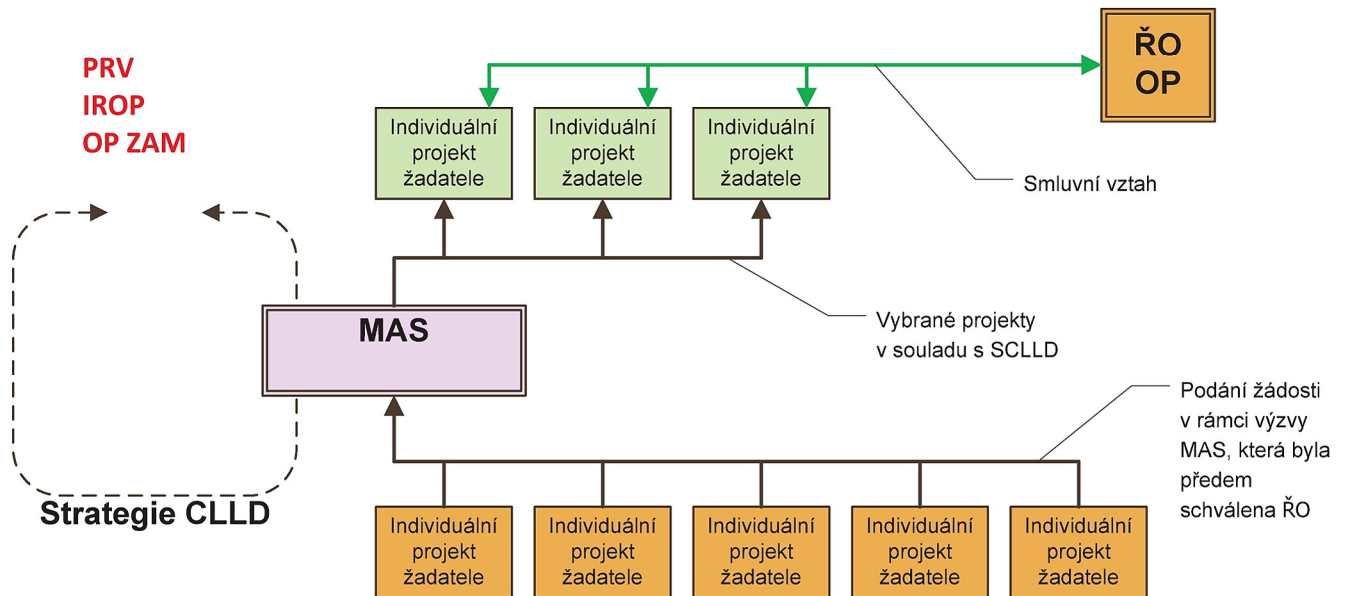 PRV
IROP
OP ZAM
ŘO
OP
Individuální
projekt
žadatele
Individuální
projekt
žadatele
Individuální
projekt
žadatele
Smluvní vztah
MAS
Vybrané projekty
v souladu s SCLLD
Podání žádosti
v rámci výzvy
MAS, která byla
předem
schválena ŘO
Strategie CLLD
Individuální
projekt
žadatele
Individuální
projekt
žadatele
Individuální
projekt
žadatele
Individuální
projekt
žadatele
Individuální
projekt
žadatele